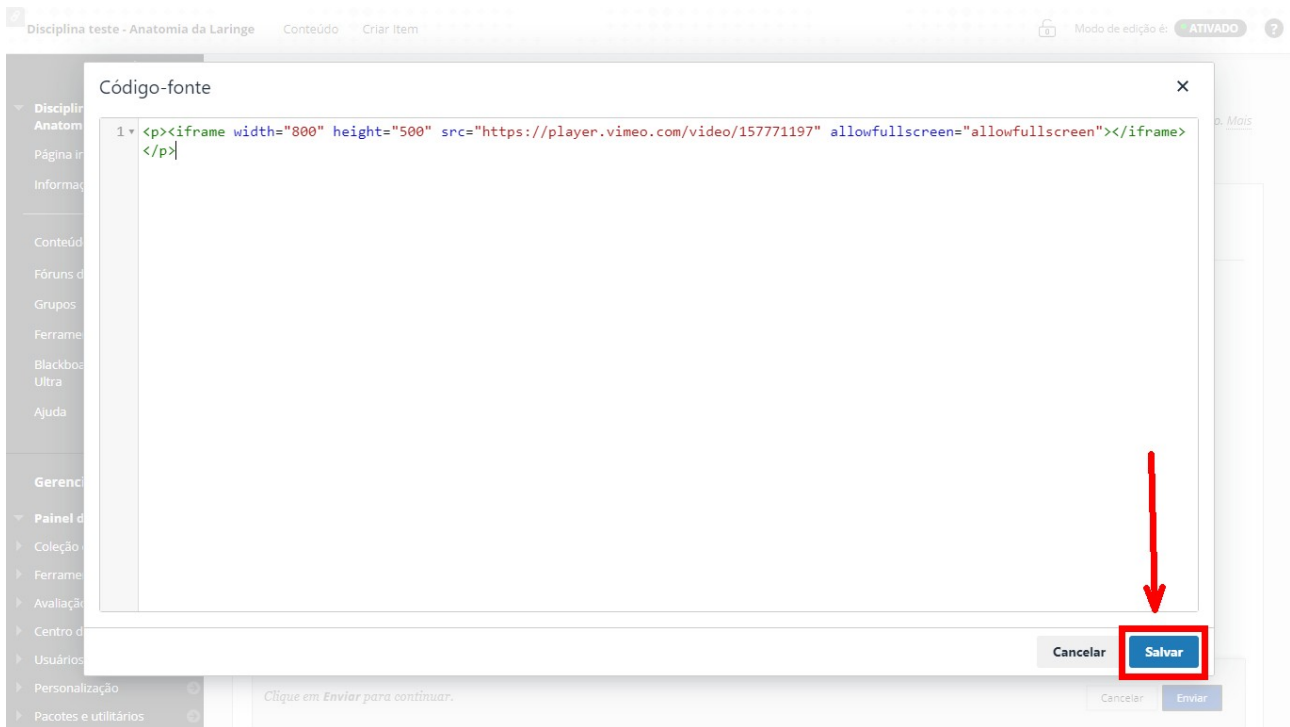 Disciplina teste - Anatomia da Laringe Conteúdo Criar Item Modo de edição é: ATIVADO ?
Código-fonte
1 <p><iframe width="800" height="500" src="https://player.vimeo.com/video/157771197" allowfullscreen="allowfullscreen"></iframe>
</p>
Mais
Página
Conteúd
Fóruns d
Grupos
Ferrame
Blackboa
Ultra
Ajuda
Gerenci
Painel d
Coleção
Ferrame
Avaliaçã
Centro d
Usuários
Personalização
Pacotes e utilitários
Cancelar Salvar
Clique em Enviar para continuar.
Cancelar Enviar